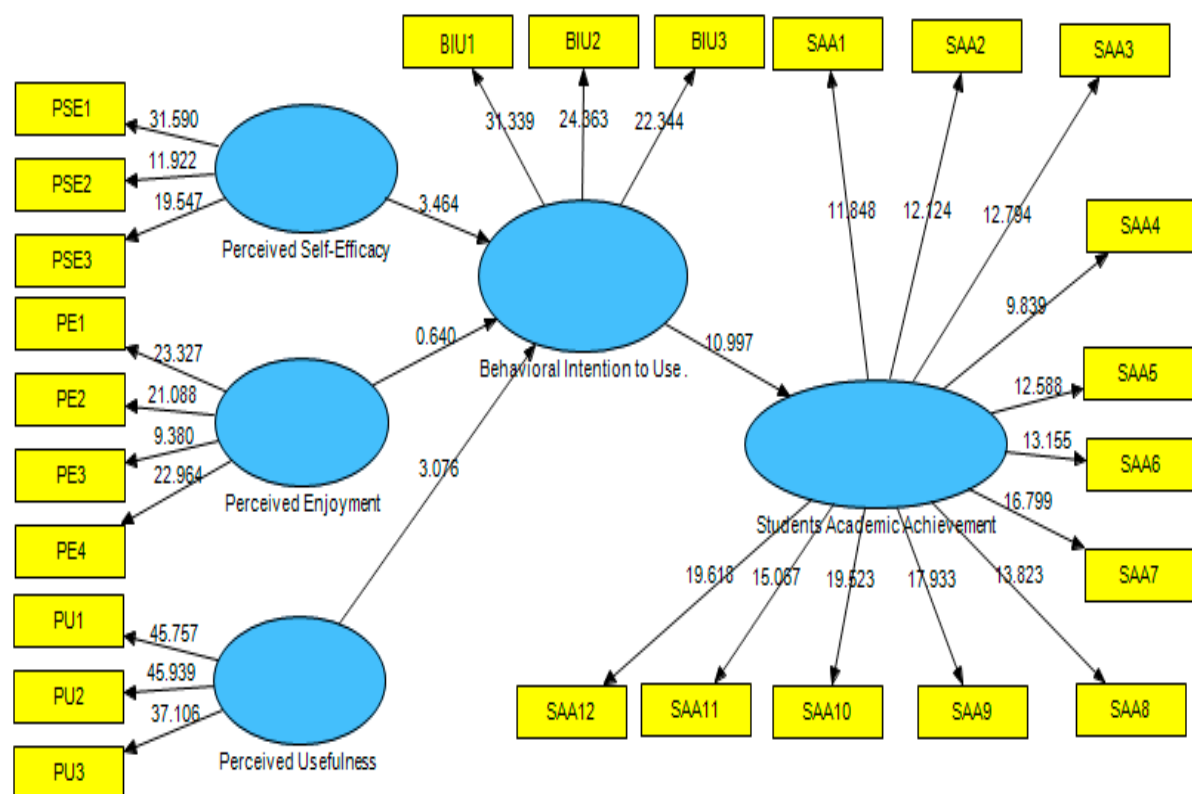 BIU1
BIU2
BIU3
SAA1
SAA2
SAA3
PSE1
31.590
PSE2
11.922
PSE3
19.547
Perceived Self-Efficacy
3.464
31.339
24.363
22.344
11.848
12.124
12.794
SAA4
9.839
PE1
23.327
PE2
21.088
PE3
9.380
PE4
22.964
Perceived Enjoyment
0.640
Behavioral Intention to Use .
10.997
SAA5
12.588
SAA6
13.155
SAA7
16.799
Students Academic Achievement
3.076
PU1
45.757
PU2
45.939
PU3
37.106
Perceived Usefulness
19.618
15.067
19.523
17.933
13.823
SAA12
SAA11
SAA10
SAA9
SAA8